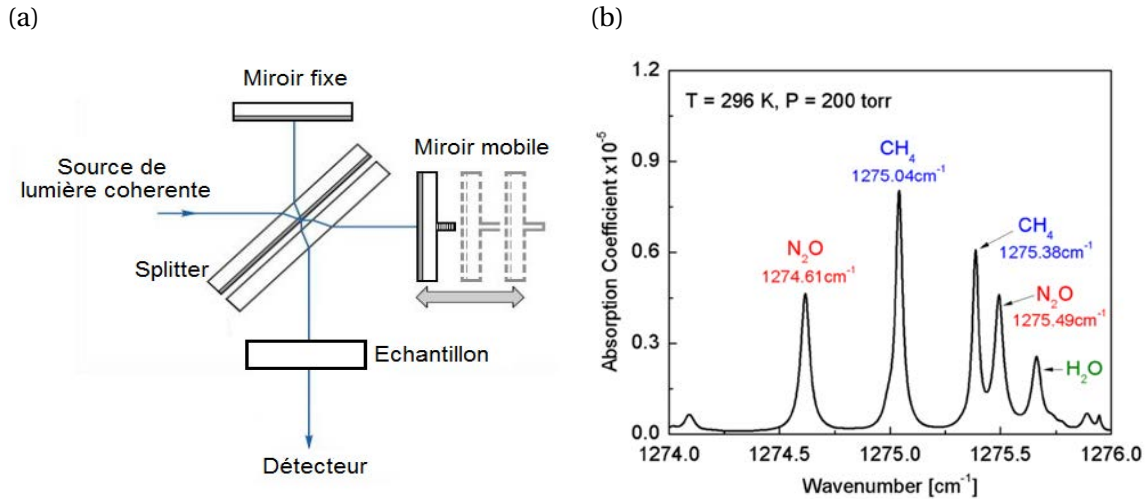 (a)
Miroir fixe
Source de
lumière coherente
Miroir mobile
Splitter
Echantillon
Détecteur
(b)
1.2
0.9
0.6
0.3
0.0
Absorption Coefficient x10⁻⁵
T = 296 K, P = 200 torr
N₂O
1274.61cm⁻¹
CH₄
1275.04cm⁻¹
CH₄
1275.38cm⁻¹
N₂O
1275.49cm⁻¹
H₂O
1274.0 1274.5 1275.0 1275.5 1276.0
Wavenumber [cm⁻¹]